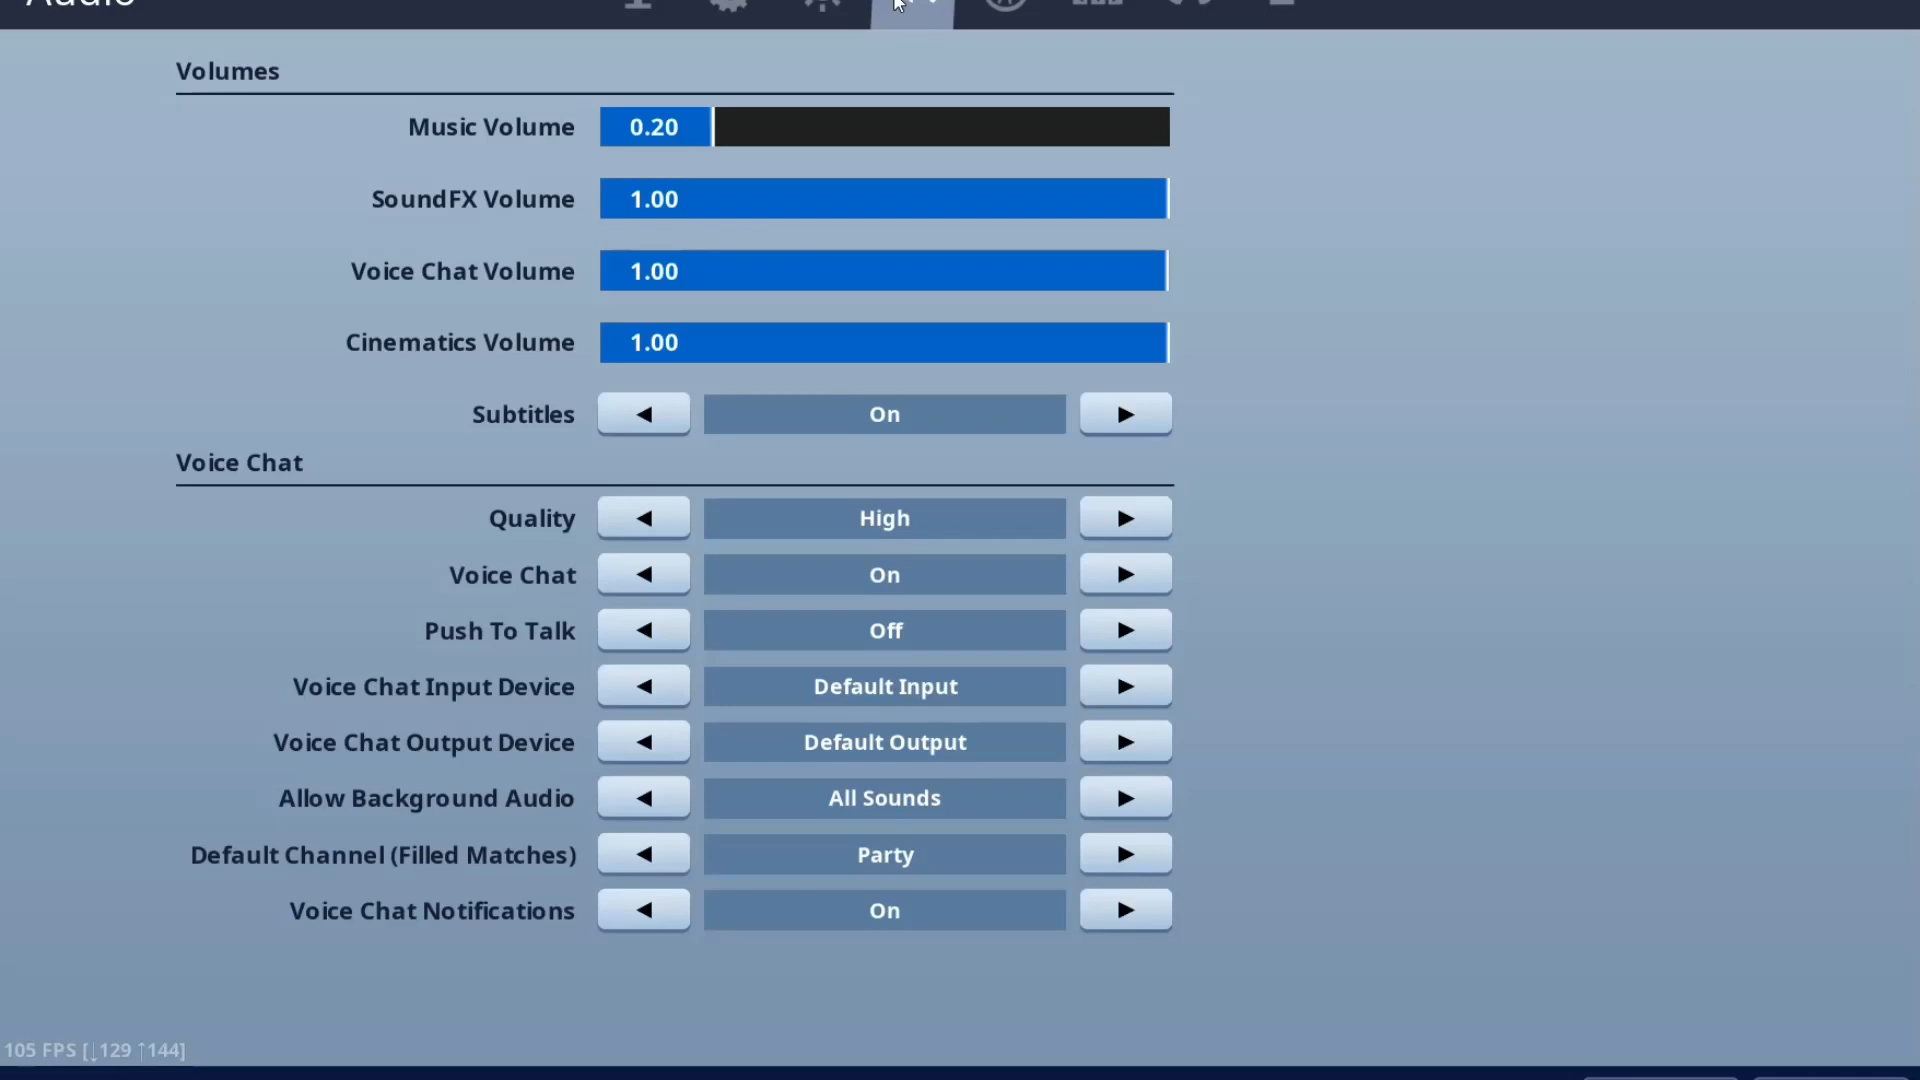 Audio
Volumes
Music Volume 0.20
SoundFX Volume 1.00
Voice Chat Volume 1.00
Cinematics Volume 1.00
Subtitles ◀ On ▶
Voice Chat
Quality ◀ High ▶
Voice Chat ◀ On ▶
Push To Talk ◀ Off ▶
Voice Chat Input Device ◀ Default Input ▶
Voice Chat Output Device ◀ Default Output ▶
Allow Background Audio ◀ All Sounds ▶
Default Channel (Filled Matches) ◀ Party ▶
Voice Chat Notifications ◀ On ▶
105 FPS [↓129 ↑144]